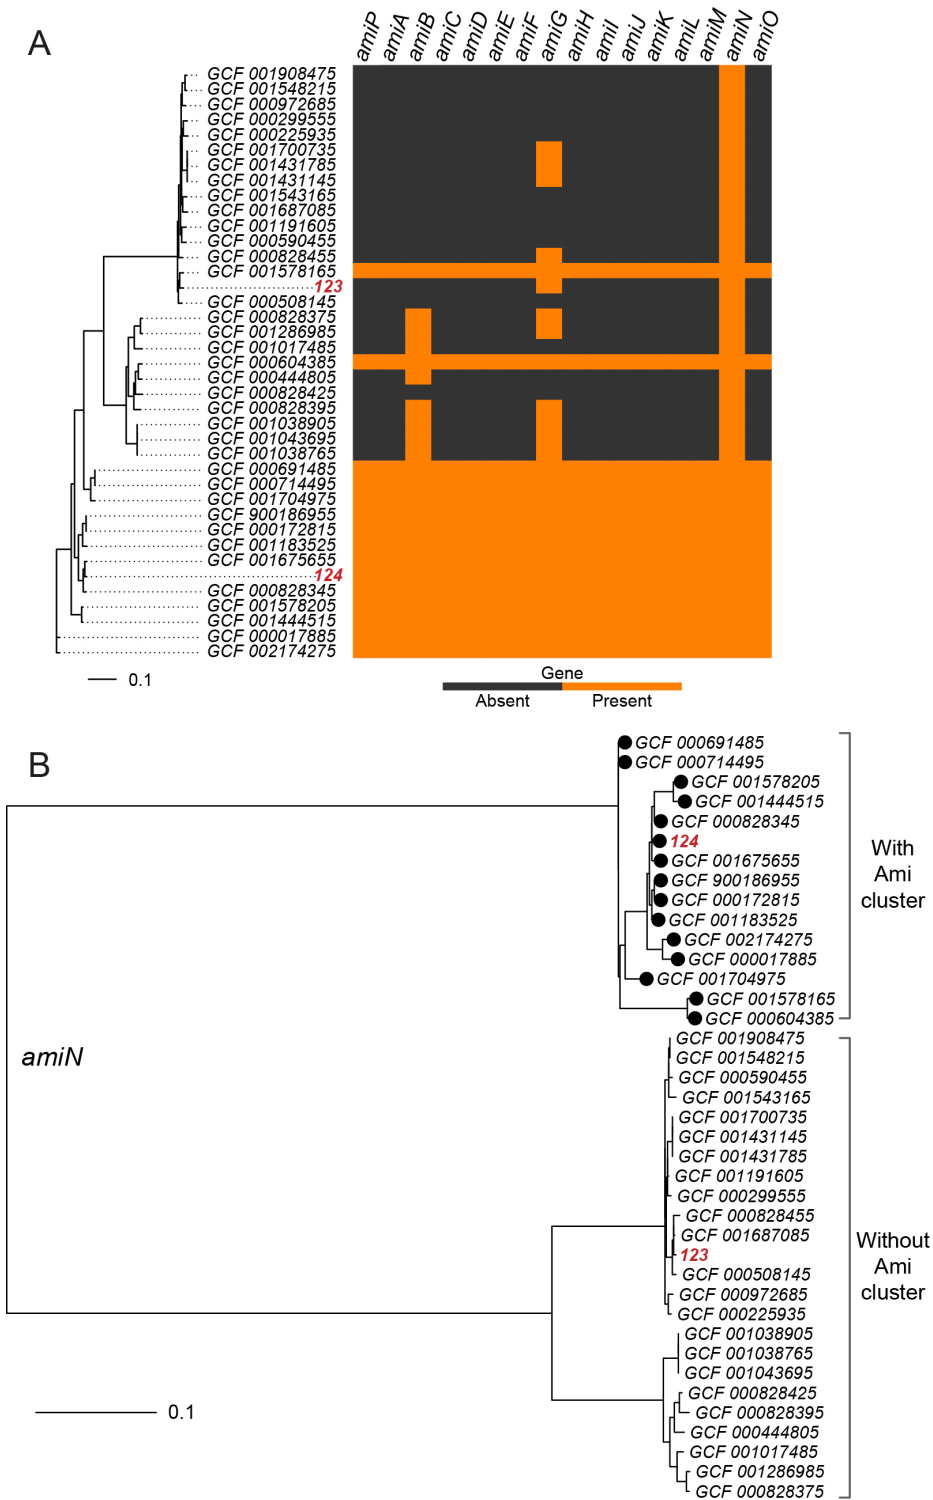 A
amiP amiA amiB amiC amiD amiE amiF amiG amiH amiI amiJ amiK amiL amiM amiN amiO
GCF 001908475
GCF 001548215
GCF 000972685
GCF 000299555
GCF 000225935
GCF 001700735
GCF 001431785
GCF 001431145
GCF 001543165
GCF 001687085
GCF 001191605
GCF 000590455
GCF 000828455
GCF 001578165
123
GCF 000508145
GCF 000828375
GCF 001286985
GCF 001017485
GCF 000604385
GCF 000444805
GCF 000828425
GCF 000828395
GCF 001038905
GCF 001043695
GCF 001038765
GCF 000691485
GCF 000714495
GCF 001704975
GCF 900186955
GCF 000172815
GCF 001183525
GCF 001675655
124
GCF 000828345
GCF 001578205
GCF 001444515
GCF 000017885
GCF 002174275
0.1
Gene
Absent Present
B
GCF 000691485
GCF 000714495
GCF 001578205
GCF 001444515
GCF 000828345
124
GCF 001675655
GCF 900186955
GCF 000172815
GCF 001183525
GCF 002174275
GCF 000017885
GCF 001704975
GCF 001578165
GCF 000604385
With
Ami
cluster
amiN
GCF 001908475
GCF 001548215
GCF 000590455
GCF 001543165
GCF 001700735
GCF 001431145
GCF 001431785
GCF 001191605
GCF 000299555
GCF 000828455
GCF 001687085
123
GCF 000508145
GCF 000972685
GCF 000225935
GCF 001038905
GCF 001038765
GCF 001043695
GCF 000828425
GCF 000828395
GCF 000444805
GCF 001017485
GCF 001286985
GCF 000828375
Without
Ami
cluster
0.1